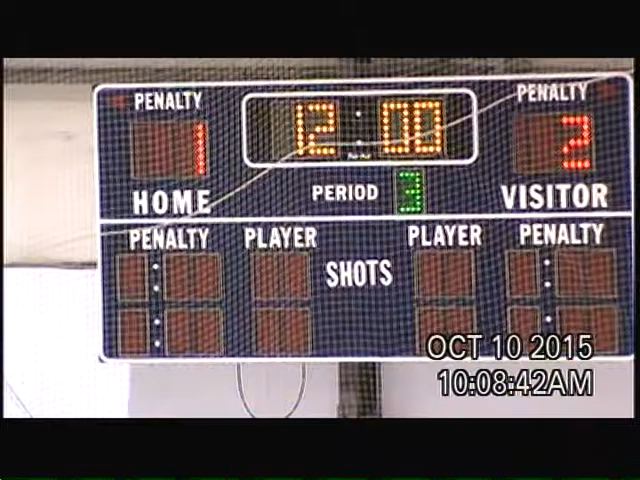 PENALTY 12:00 PENALTY
1 2
HOME PERIOD 3 VISITOR
PENALTY PLAYER PLAYER PENALTY
SHOTS
OCT 10 2015
10:08:42AM